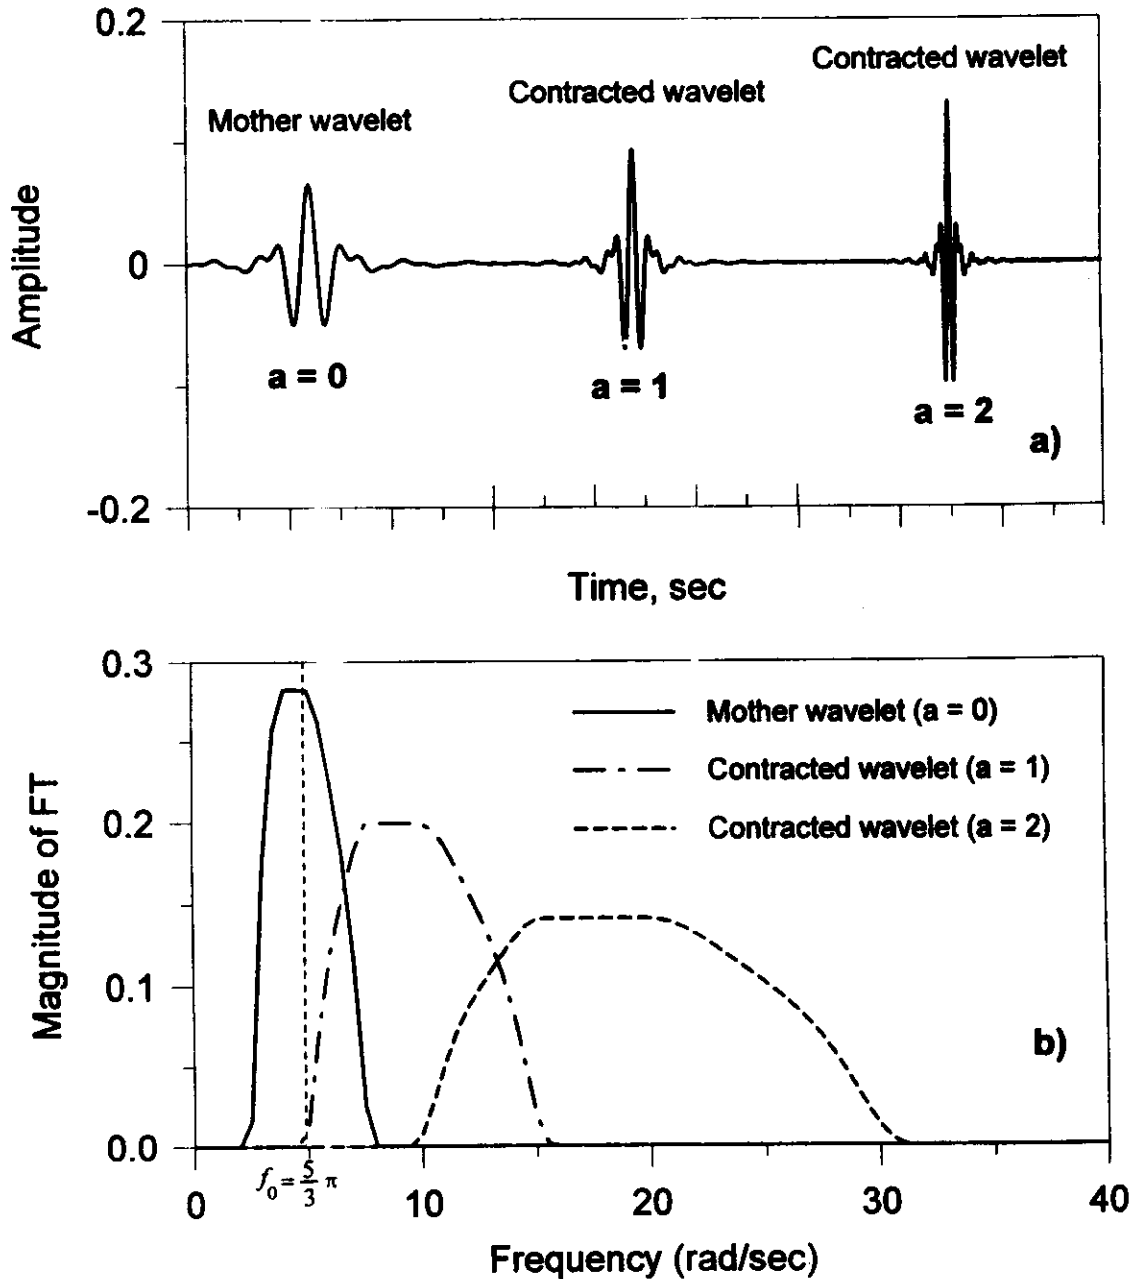 0.2
Contracted wavelet
Contracted wavelet
Mother wavelet
Amplitude
0
a = 0
a = 1
a = 2
a)
-0.2
Time, sec
0.3
Mother wavelet (a = 0)
Contracted wavelet (a = 1)
Contracted wavelet (a = 2)
Magnitude of FT
0.2
0.1
b)
0.0
f₀ = 5/3 π
0
10
20
30
40
Frequency (rad/sec)